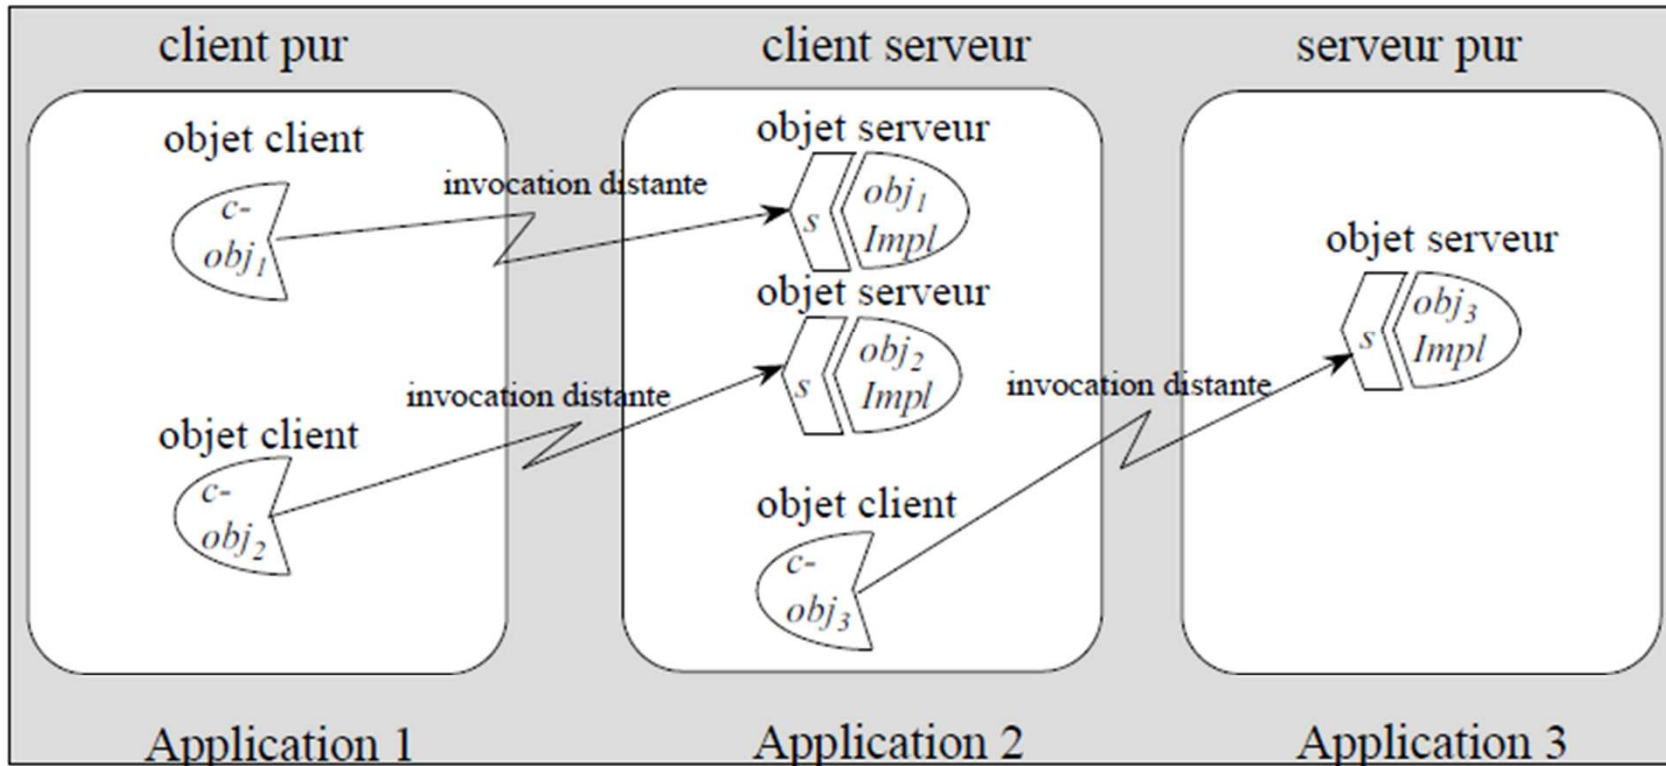 client pur
client serveur
serveur pur
objet client
c-
obj1
invocation distante
objet serveur
s
obj1
Impl
objet serveur
s
obj2
Impl
invocation distante
objet client
c-
obj2
objet client
c-
obj3
invocation distante
objet serveur
s
obj3
Impl
Application 1
Application 2
Application 3